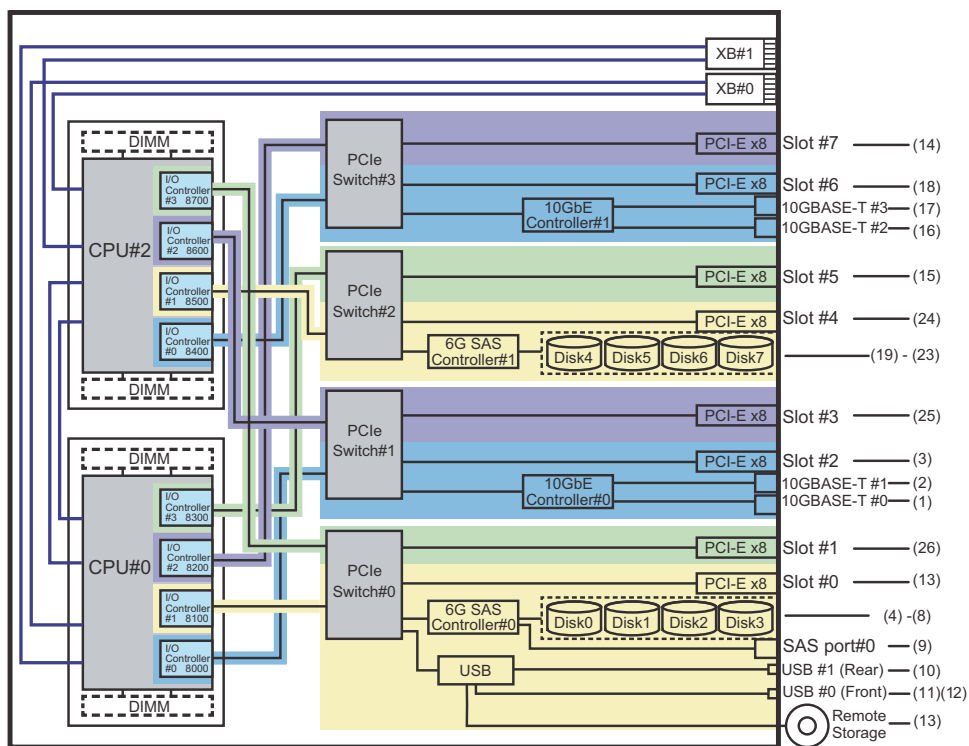 XB#1
XB#0
DIMM
CPU#2
I/O
Controller
#3 8700
I/O
Controller
#2 8600
I/O
Controller
#1 8500
I/O
Controller
#0 8400
DIMM
DIMM
CPU#0
I/O
Controller
#3 8300
I/O
Controller
#2 8200
I/O
Controller
#1 8100
I/O
Controller
#0 8000
DIMM
PCIe
Switch#3
PCI-E x8
Slot #7
(14)
PCI-E x8
Slot #6
(18)
10GbE
Controller#1
10GBASE-T #3
(17)
10GBASE-T #2
(16)
PCIe
Switch#2
PCI-E x8
Slot #5
(15)
PCI-E x8
Slot #4
(24)
6G SAS
Controller#1
Disk4 Disk5 Disk6 Disk7
(19) - (23)
PCIe
Switch#1
PCI-E x8
Slot #3
(25)
PCI-E x8
Slot #2
(3)
10GbE
Controller#0
10GBASE-T #1
(2)
10GBASE-T #0
(1)
PCIe
Switch#0
PCI-E x8
Slot #1
(26)
PCI-E x8
Slot #0
(13)
6G SAS
Controller#0
Disk0 Disk1 Disk2 Disk3
(4) -(8)
SAS port#0
(9)
USB
USB #1 (Rear)
(10)
USB #0 (Front)
(11)(12)
Remote
Storage
(13)